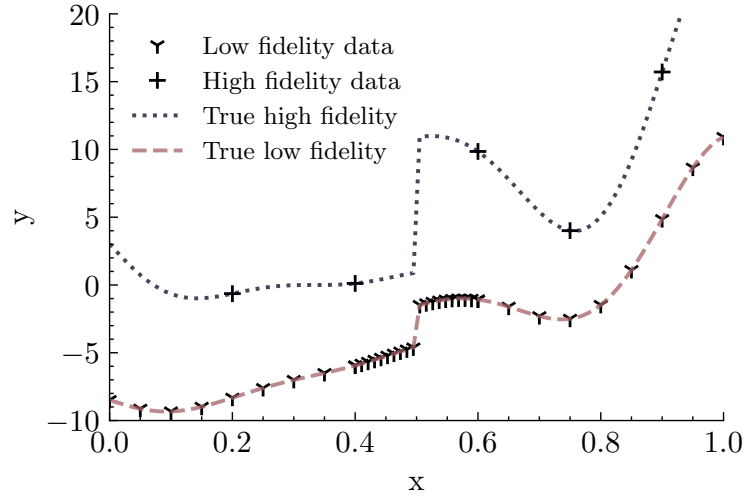 20
15
10
5
0
−5
−10
y
Low fidelity data
High fidelity data
True high fidelity
True low fidelity
0.0 0.2 0.4 0.6 0.8 1.0
x